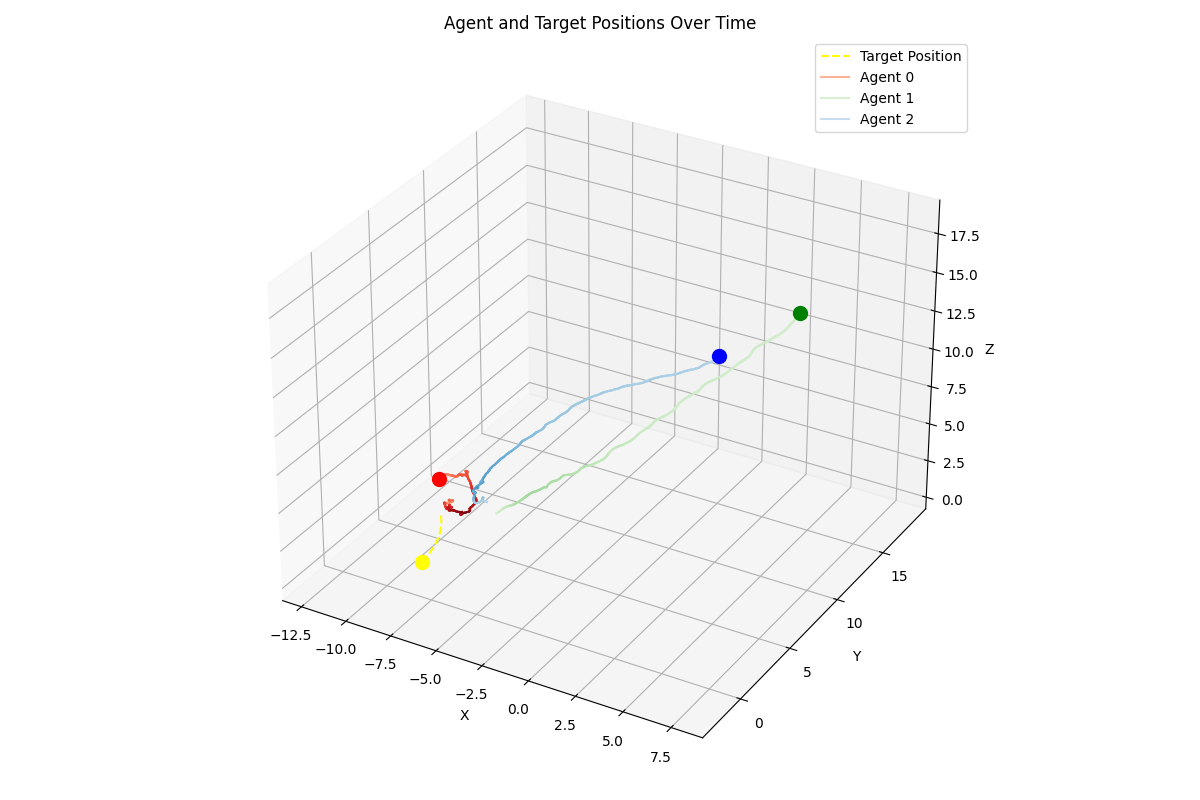 Agent and Target Positions Over Time
Target Position
Agent 0
Agent 1
Agent 2
17.5
15.0
12.5
10.0
Z
7.5
5.0
2.5
0.0
15
10
Y
5
0
−12.5
−10.0
−7.5
−5.0
−2.5
X
0.0
2.5
5.0
7.5